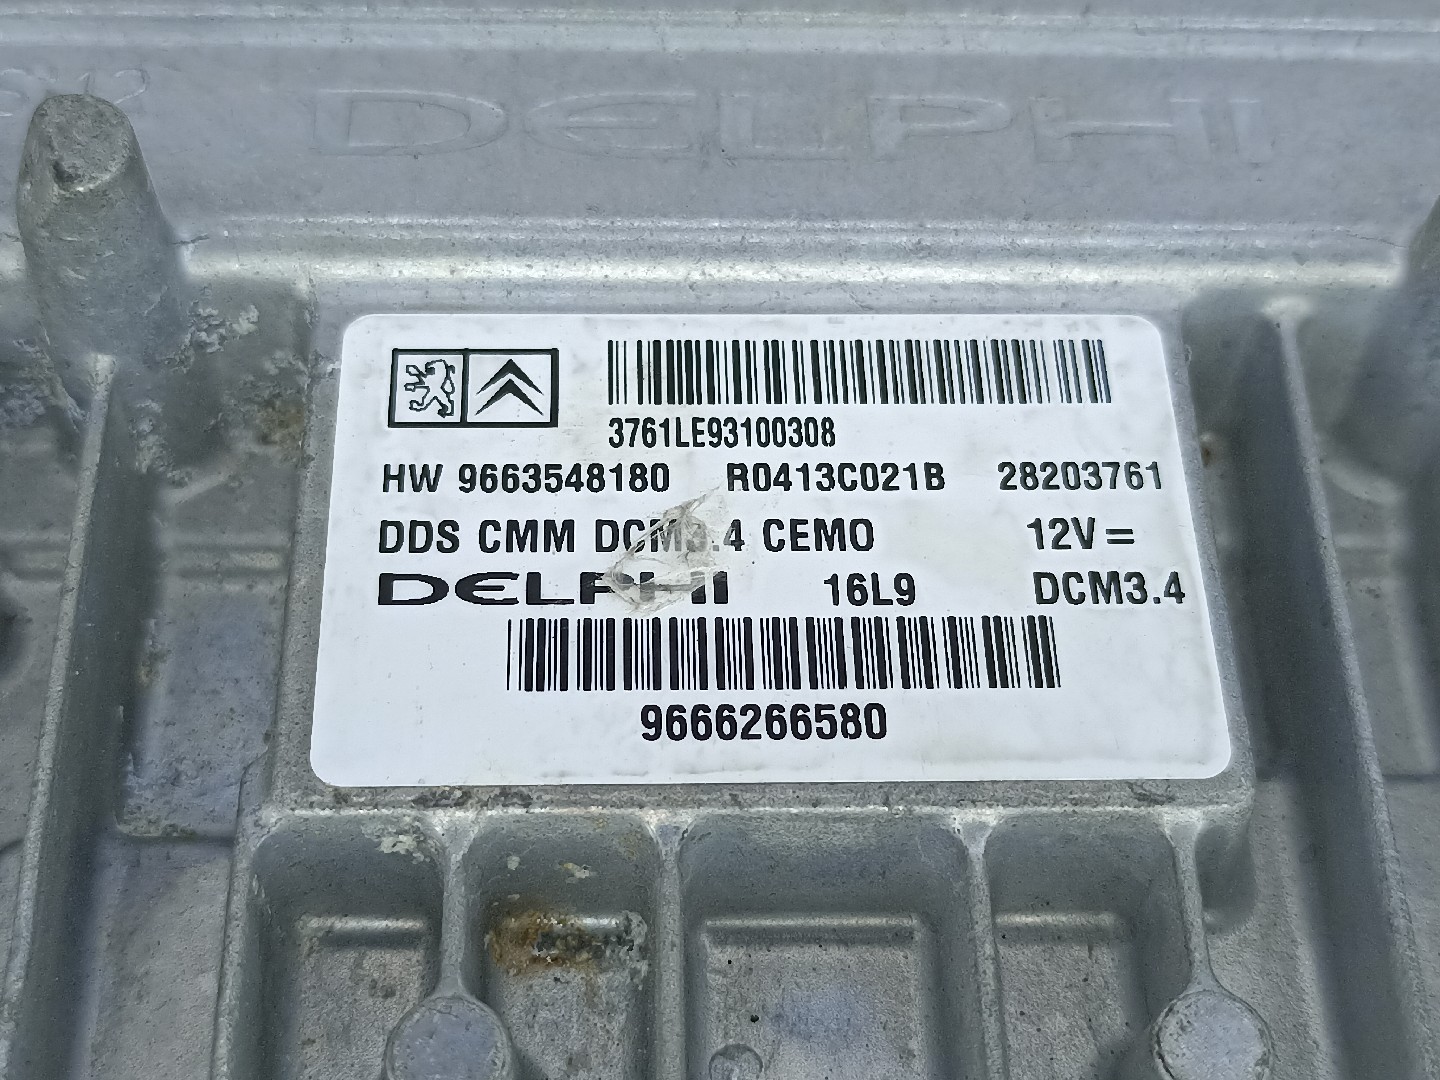 DELPHI
3761LE93100308
HW 9663548180 R0413C021B 28203761
DDS CMM DCM3.4 CEMO 12V=
DELPHI 16L9 DCM3.4
9666266580